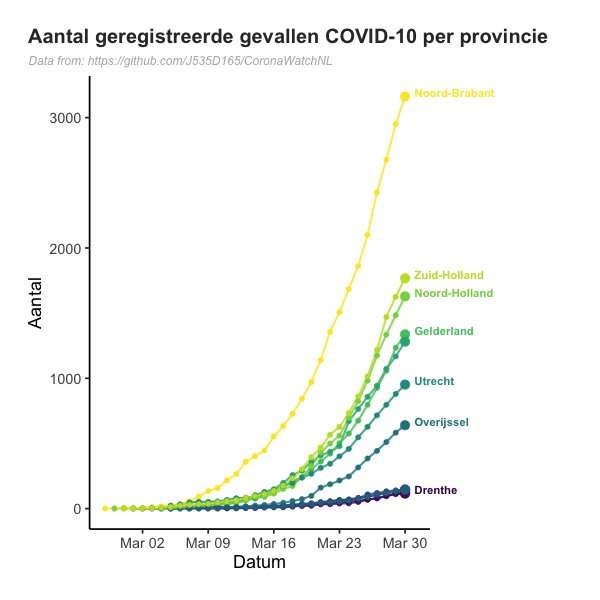 Aantal geregistreerde gevallen COVID-10 per provincie
Data from: https://github.com/J535D165/CoronaWatchNL
3000
2000
1000
0
Aantal
Noord-Brabant
Zuid-Holland
Noord-Holland
Gelderland
Utrecht
Overijssel
Drenthe
Mar 02 Mar 09 Mar 16 Mar 23 Mar 30
Datum